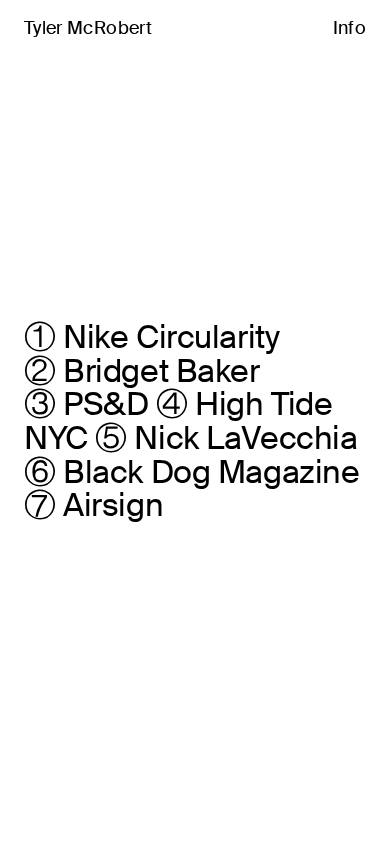 Tyler McRobert
Info
① Nike Circularity
② Bridget Baker
③ PS&D ④ High Tide
NYC ⑤ Nick LaVecchia
⑥ Black Dog Magazine
⑦ Airsign